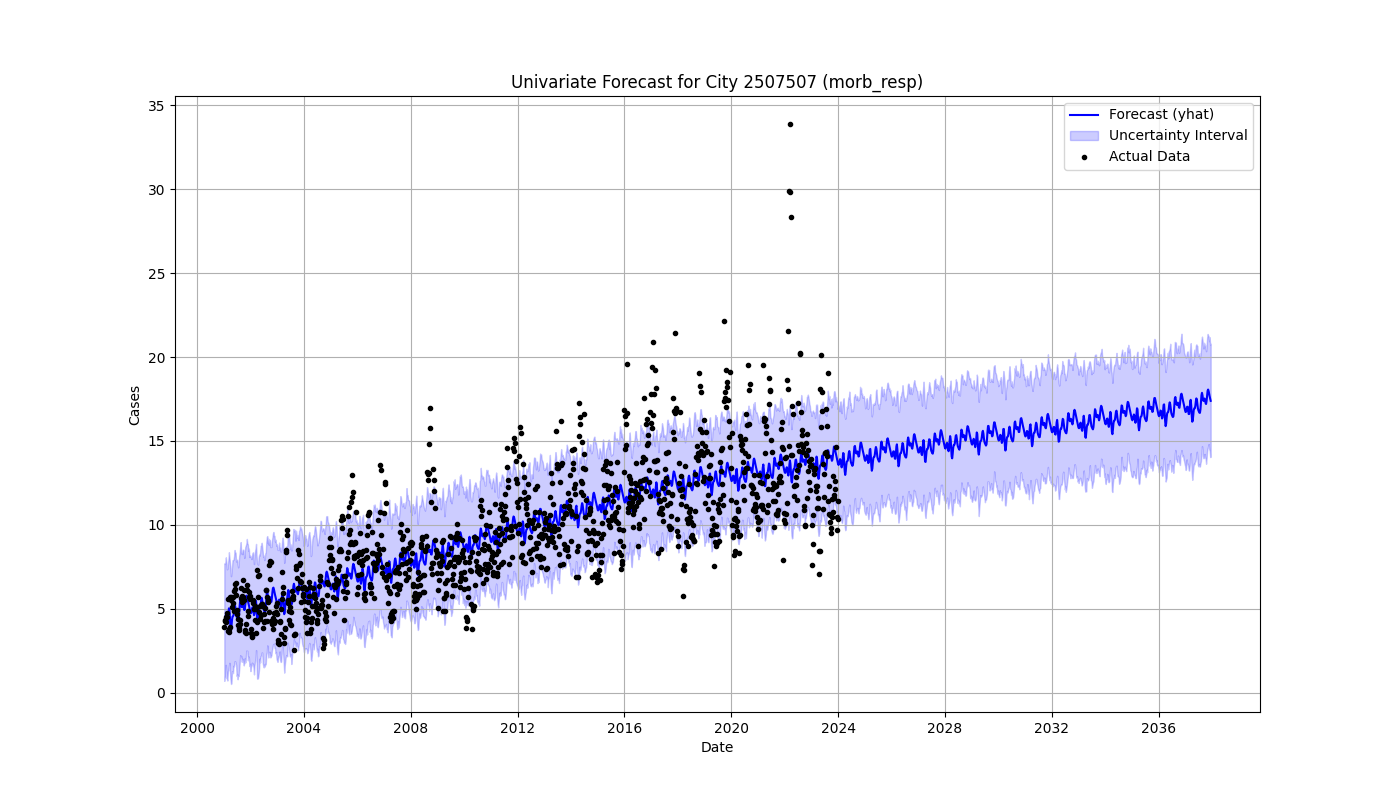 Univariate Forecast for City 2507507 (morb_resp)
Forecast (yhat)
Uncertainty Interval
Actual Data
Cases
35
30
25
20
15
10
5
0
2000 2004 2008 2012 2016 2020 2024 2028 2032 2036
Date